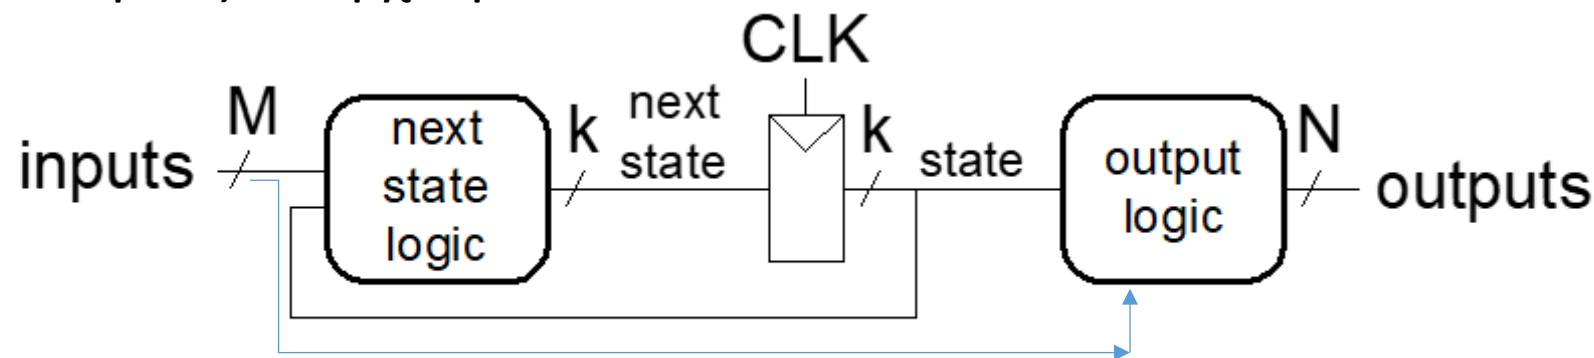 CLK
M
next
state
logic
k
next
state
k
state
output
logic
N
inputs
outputs